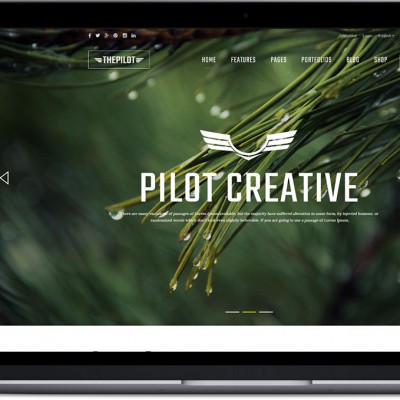 THEPILOT
HOME FEATURES PAGES PORTFOLIOS BLOG SHOP
PILOT CREATIVE
There are many variations of passages of Lorem Ipsum available, but the majority have suffered alteration in some form, by injected humour, or
randomised words which don't look even slightly believable. If you are going to use a passage of Lorem Ipsum,